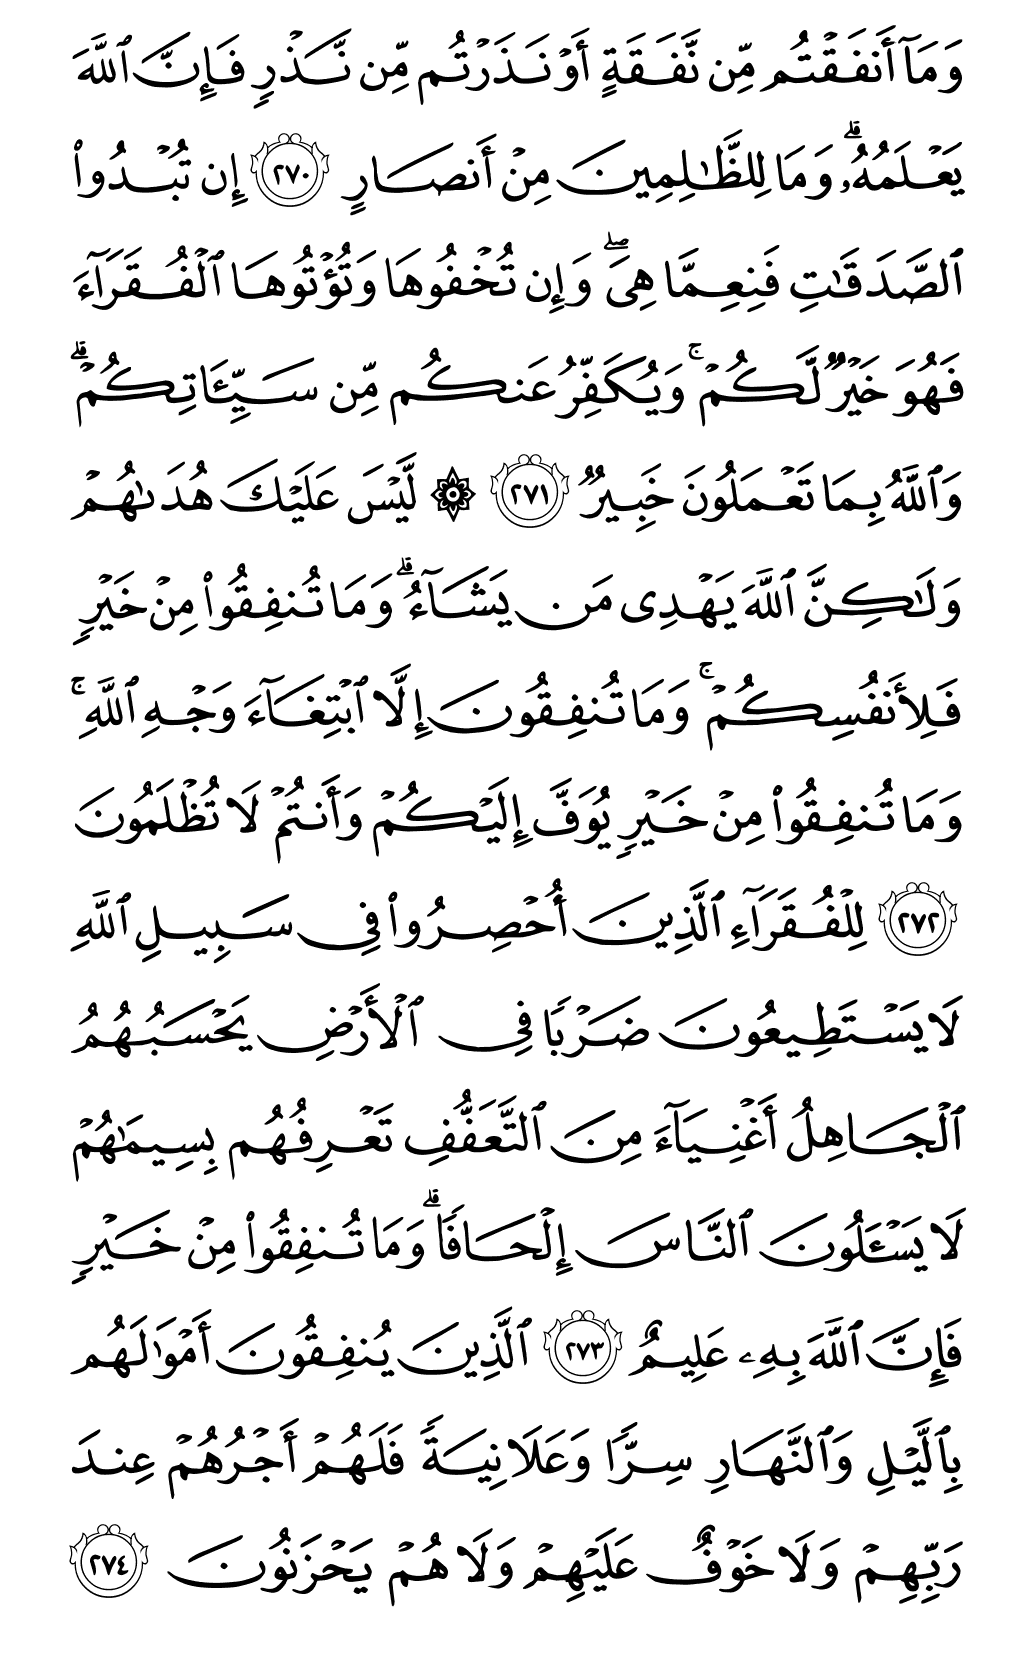 وَمَآ أَنفَقۡتُم مِّن نَّفَقَةٍ أَوۡ نَذَرۡتُم مِّن نَّذۡرٍ فَإِنَّ ٱللَّهَ
يَعۡلَمُهُۥۗ وَمَا لِلظَّٰلِمِينَ مِنۡ أَنصَارٍ ٢٧٠ إِن تُبۡدُواْ
ٱلصَّدَقَٰتِ فَنِعِمَّا هِيَۖ وَإِن تُخۡفُوهَا وَتُؤۡتُوهَا ٱلۡفُقَرَآءَ
فَهُوَ خَيۡرٞ لَّكُمۡۚ وَيُكَفِّرُ عَنكُم مِّن سَيِّـَٔاتِكُمۡۗ
وَٱللَّهُ بِمَا تَعۡمَلُونَ خَبِيرٞ ٢٧١ ۞ لَّيۡسَ عَلَيۡكَ هُدَىٰهُمۡ
وَلَٰكِنَّ ٱللَّهَ يَهۡدِي مَن يَشَآءُۗ وَمَا تُنفِقُواْ مِنۡ خَيۡرٖ
فَلِأَنفُسِكُمۡۚ وَمَا تُنفِقُونَ إِلَّا ٱبۡتِغَآءَ وَجۡهِ ٱللَّهِۚ
وَمَا تُنفِقُواْ مِنۡ خَيۡرٖ يُوَفَّ إِلَيۡكُمۡ وَأَنتُمۡ لَا تُظۡلَمُونَ
٢٧٢ لِلۡفُقَرَآءِ ٱلَّذِينَ أُحۡصِرُواْ فِي سَبِيلِ ٱللَّهِ
لَا يَسۡتَطِيعُونَ ضَرۡبٗا فِي ٱلۡأَرۡضِ يَحۡسَبُهُمُ
ٱلۡجَاهِلُ أَغۡنِيَآءَ مِنَ ٱلتَّعَفُّفِ تَعۡرِفُهُم بِسِيمَٰهُمۡ
لَا يَسۡـَٔلُونَ ٱلنَّاسَ إِلۡحَافٗاۗ وَمَا تُنفِقُواْ مِنۡ خَيۡرٖ
فَإِنَّ ٱللَّهَ بِهِۦ عَلِيمٌ ٢٧٣ ٱلَّذِينَ يُنفِقُونَ أَمۡوَٰلَهُم
بِٱلَّيۡلِ وَٱلنَّهَارِ سِرّٗا وَعَلَانِيَةٗ فَلَهُمۡ أَجۡرُهُمۡ عِندَ
رَبِّهِمۡ وَلَا خَوۡفٌ عَلَيۡهِمۡ وَلَا هُمۡ يَحۡزَنُونَ ٢٧٤